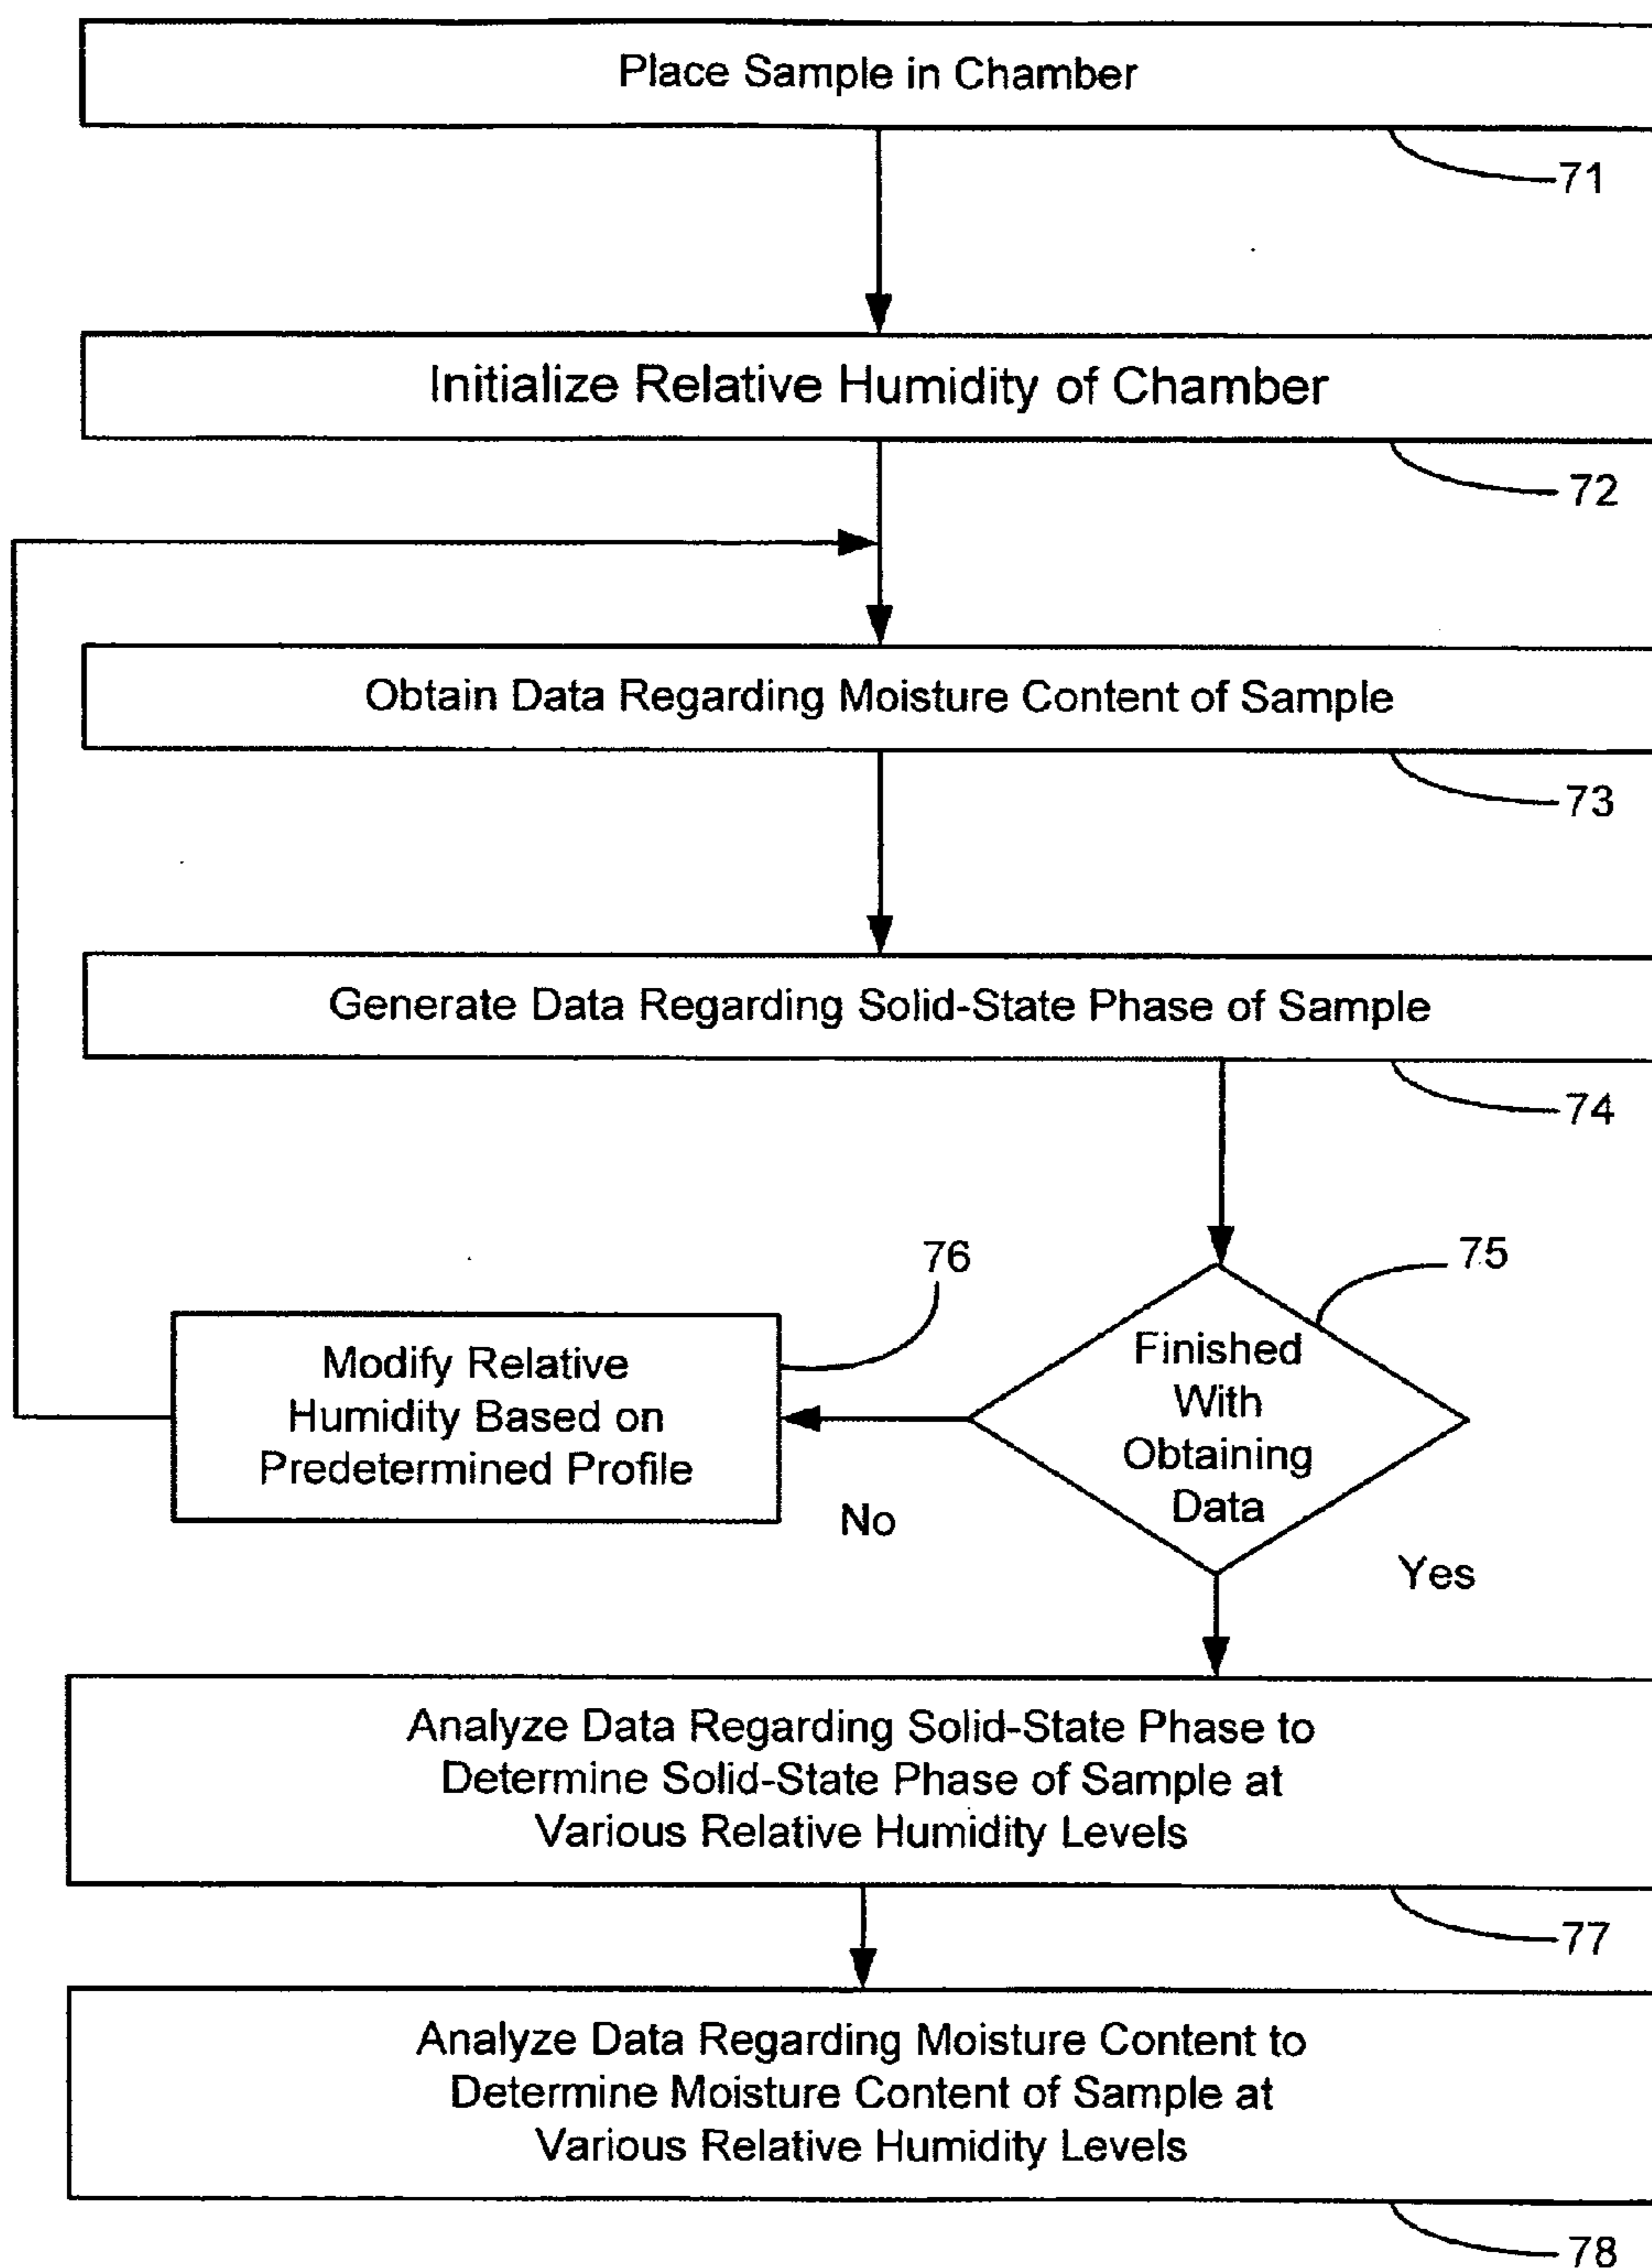 Place Sample in Chamber
71
Initialize Relative Humidity of Chamber
72
Obtain Data Regarding Moisture Content of Sample
73
Generate Data Regarding Solid-State Phase of Sample
74
76
75
Modify Relative
Humidity Based on
Predetermined Profile
Finished
With
Obtaining
Data
No
Yes
Analyze Data Regarding Solid-State Phase to
Determine Solid-State Phase of Sample at
Various Relative Humidity Levels
77
Analyze Data Regarding Moisture Content to
Determine Moisture Content of Sample at
Various Relative Humidity Levels
78